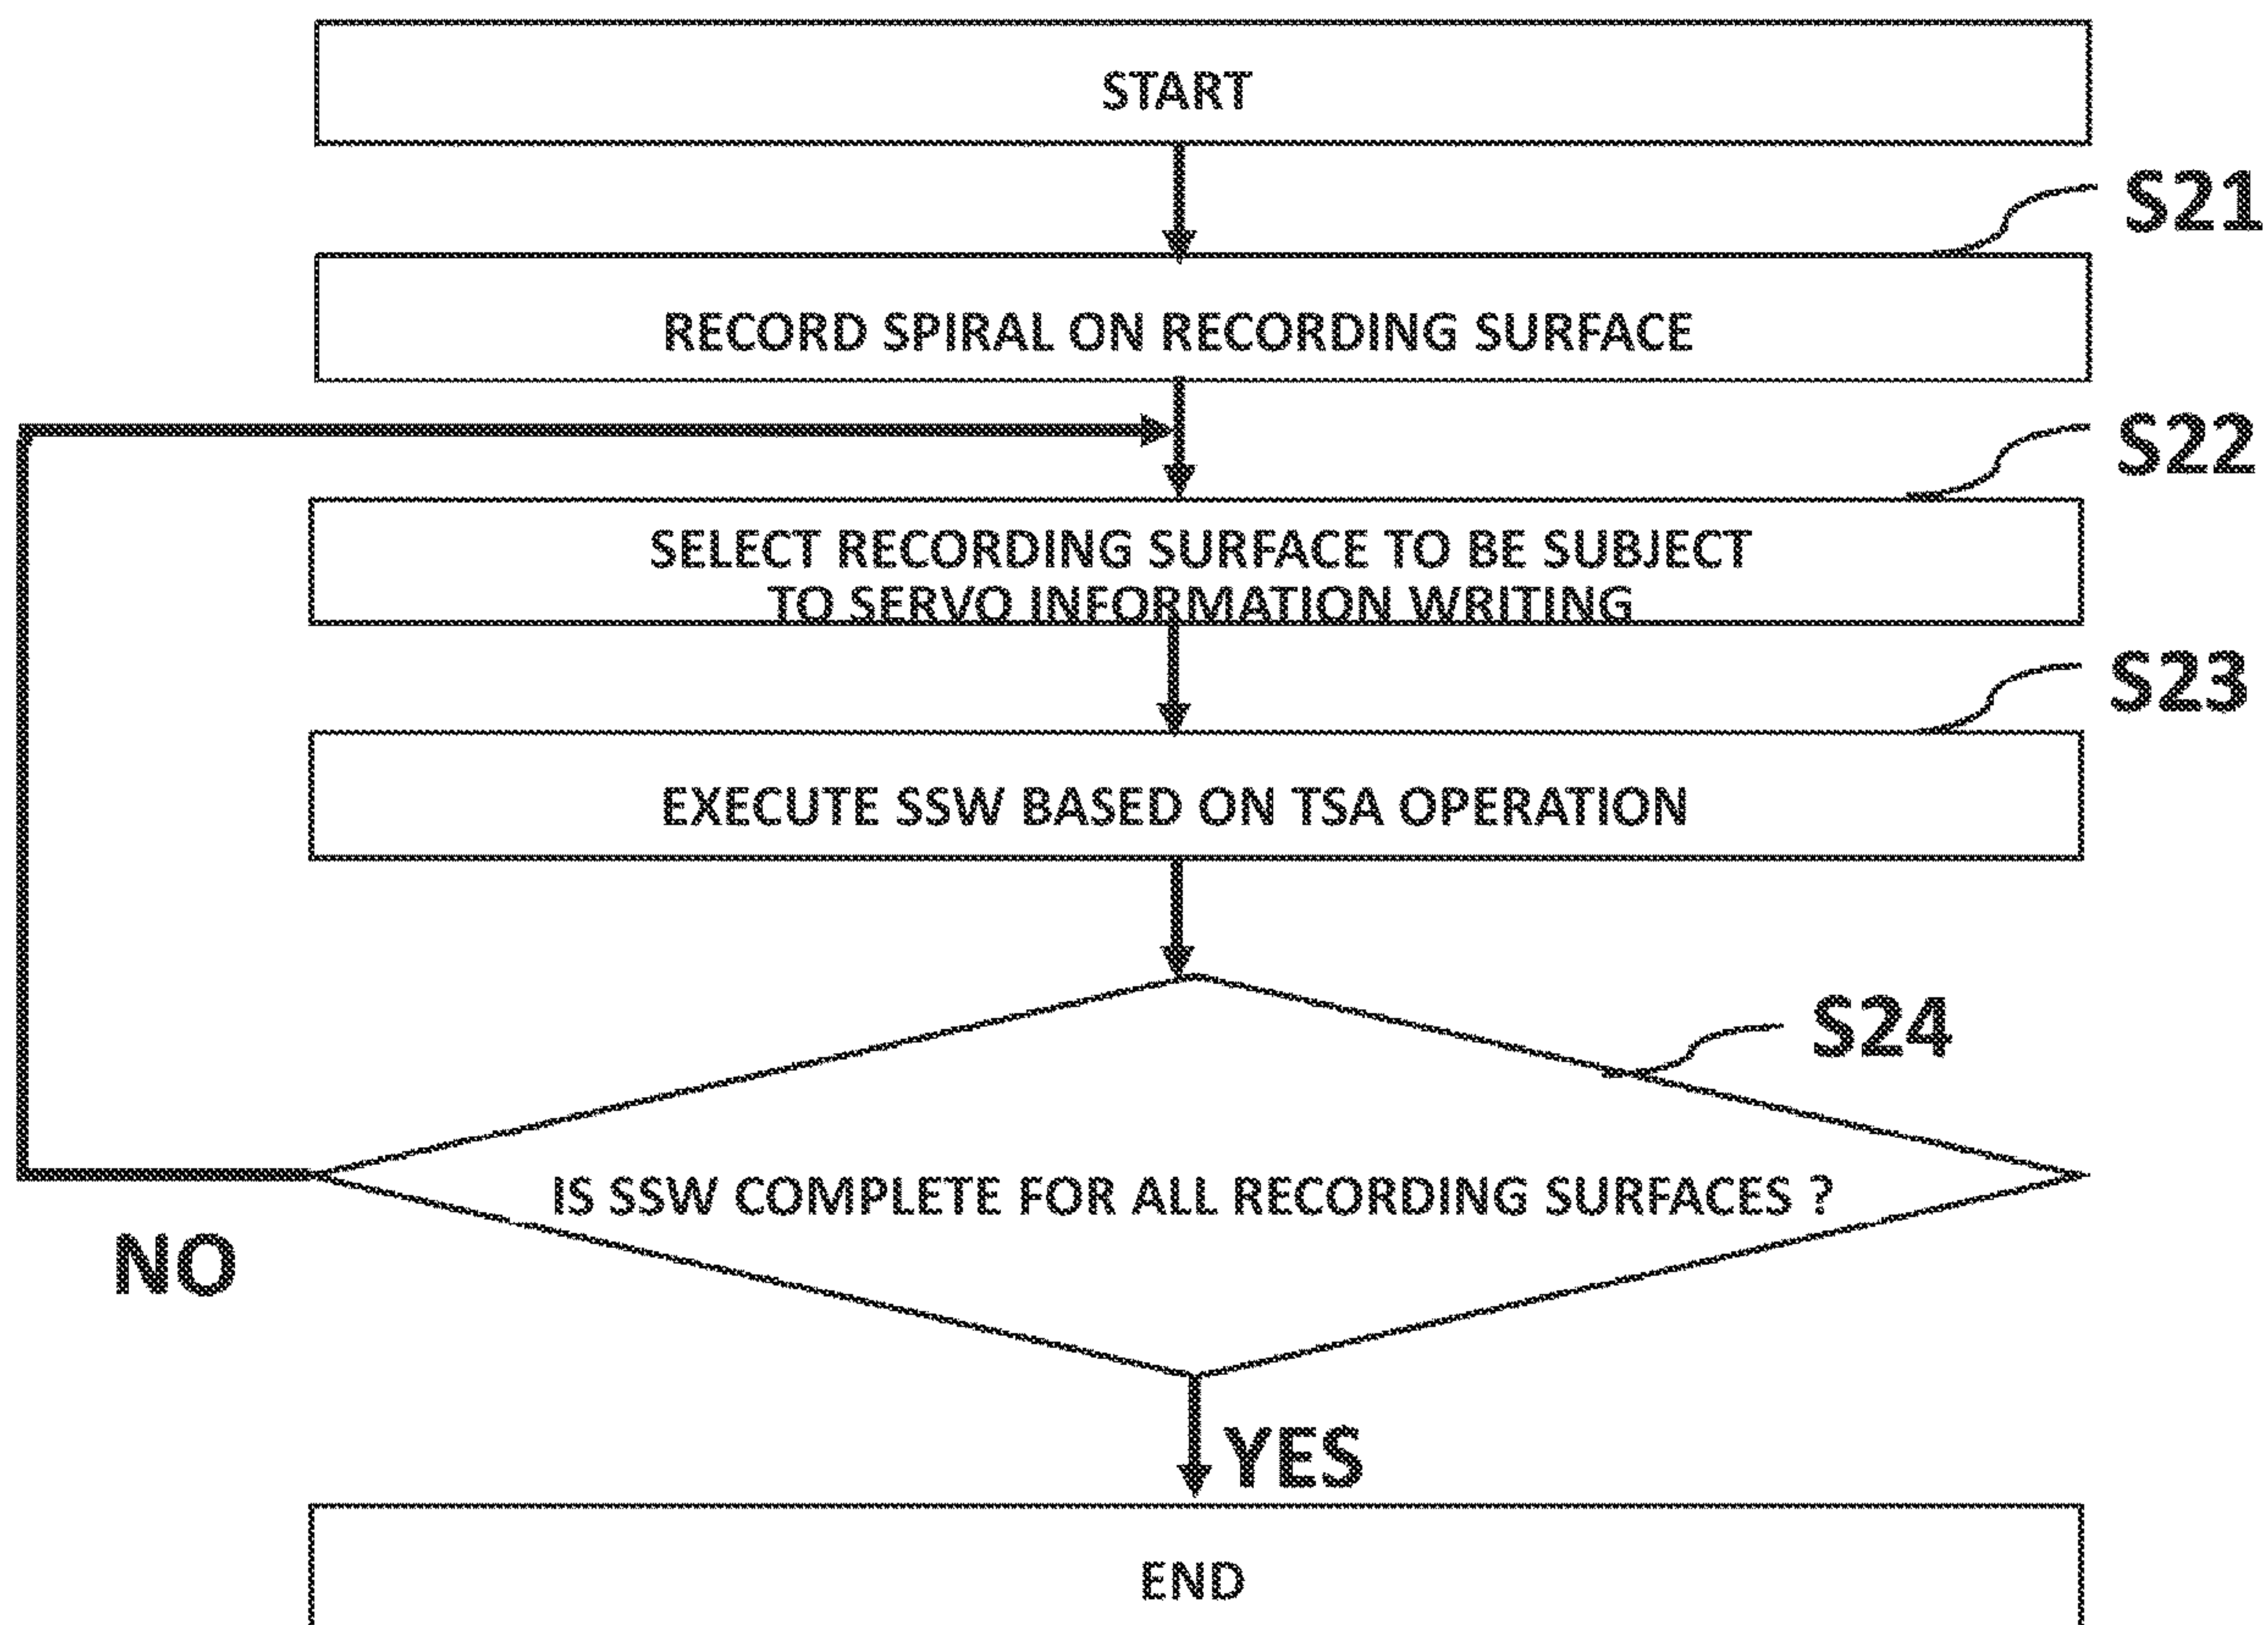 START
S21
RECORD SPIRAL ON RECORDING SURFACE
S22
SELECT RECORDING SURFACE TO BE SUBJECT
TO SERVO INFORMATION WRITING
S23
EXECUTE SSW BASED ON TSA OPERATION
S24
IS SSW COMPLETE FOR ALL RECORDING SURFACES ?
NO
YES
END